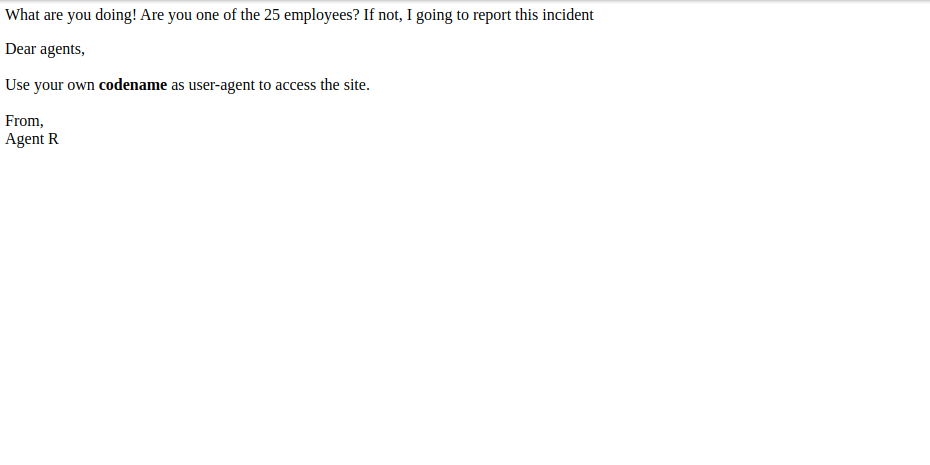 What are you doing! Are you one of the 25 employees? If not, I going to report this incident
Dear agents,
Use your own codename as user-agent to access the site.
From,
Agent R